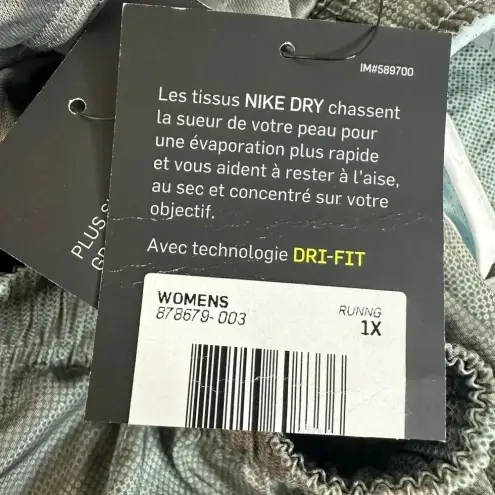 IM#589700
Les tissus NIKE DRY chassent
la sueur de votre peau pour
une évaporation plus rapide
et vous aident à rester à l'aise,
au sec et concentré sur votre
objectif.
Avec technologie DRI-FIT
PLUS
WOMENS
878679-003
RUNNG
1X